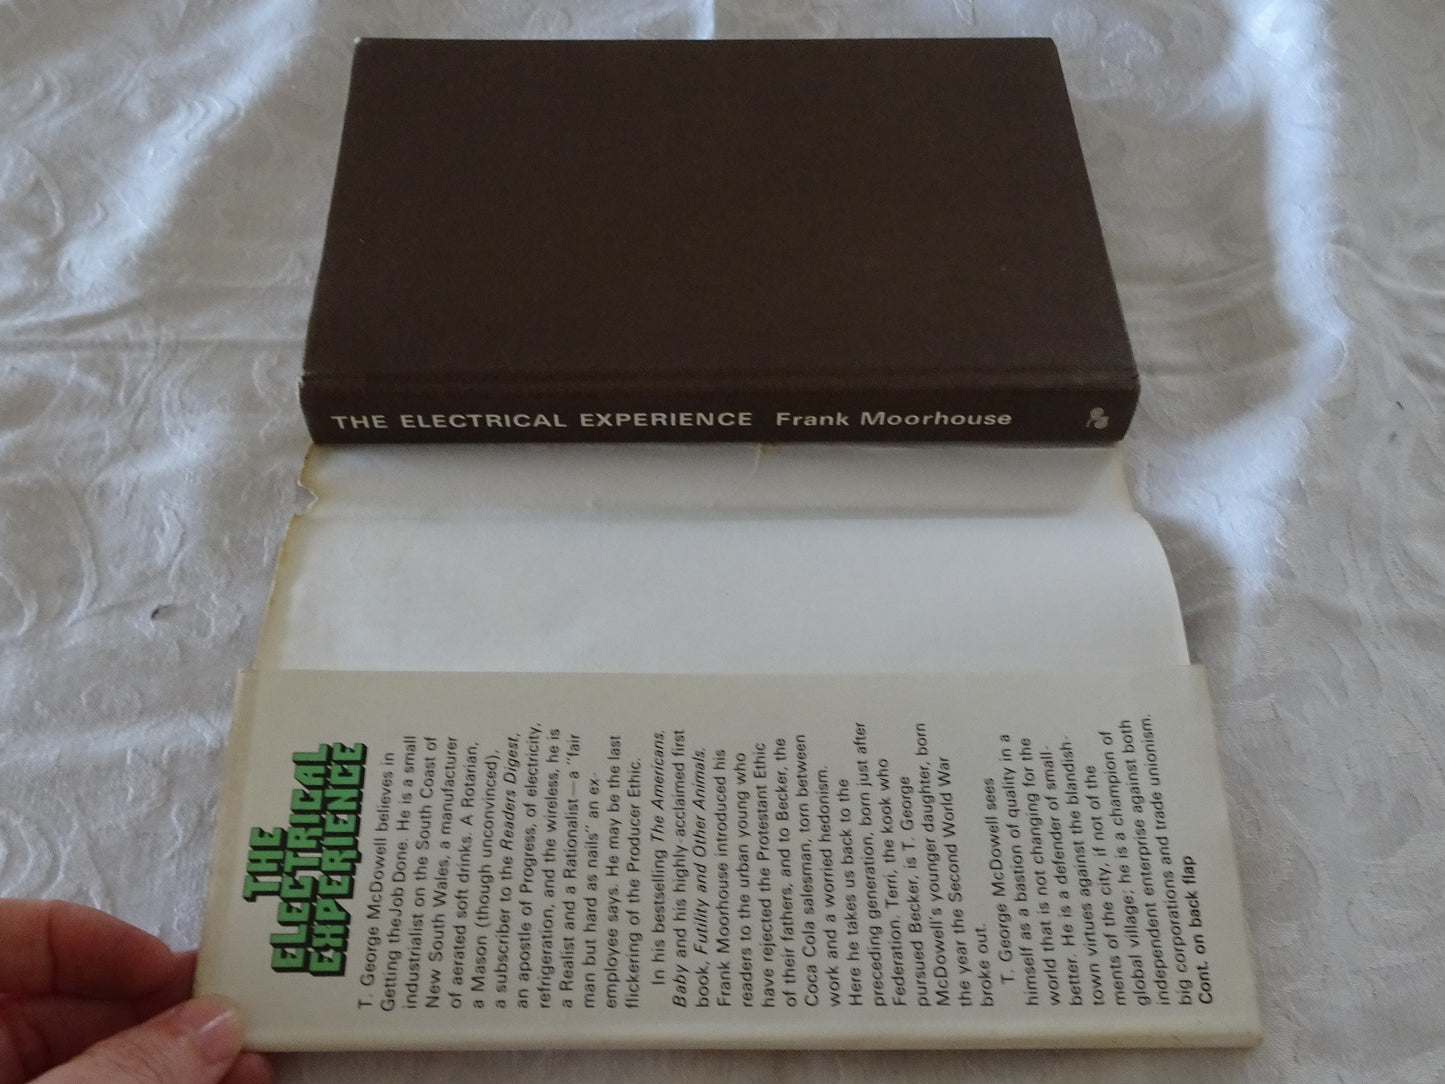 THE ELECTRICAL EXPERIENCE Frank Moorhouse
THE
ELECTRICAL
EXPERIENCE
T. George McDowell believes in
Getting theJob Done. He is a small
industrialist on the South Coast of
New South Wales, a manufacturer
of aerated soft drinks. A Rotarian,
a Mason (though unconvinced),
a subscriber to the Readers Digest,
an apostle of Progress, of electricity,
refrigeration, and the wireless, he is
a Realist and a Rationalist—a "fair
man but hard as nails" an ex-
employee says. He may be the last
flickering of the Producer Ethic.
In his bestselling The Americans,
Baby and his highly-acclaimed first
book, Futility and Other Animals,
Frank Moorhouse introduced his
readers to the urban young who
have rejected the Protestant Ethic
of their fathers, and to Becker, the
Coca Cola salesman, torn between
work and a worried hedonism.
Here he takes us back to the
preceding generation, born just after
Federation. Terri, the kook who
pursued Becker, is T. George
McDowell's younger daughter, born
the year the Second World War
broke out.
T. George McDowell sees
himself as a bastion of quality in a
world that is not changing for the
better. He is a defender of small-
town virtues against the blandish-
ments of the city, if not of the
global village; he is a champion of
independent enterprise against both
big corporations and trade unionism.
Cont. on back flap